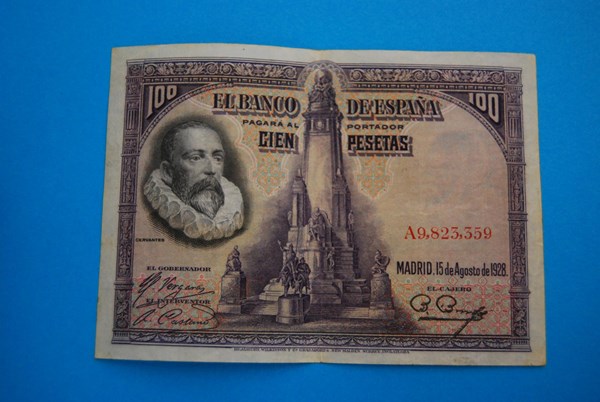 100 100
EL BANCO DE ESPAÑA
PAGARÁ AL PORTADOR
CIEN PESETAS
A9,823,359
CERVANTES
MADRID, 15 de Agosto de 1928.
EL GOBERNADOR
EL CAJERO
EL INTERVENTOR